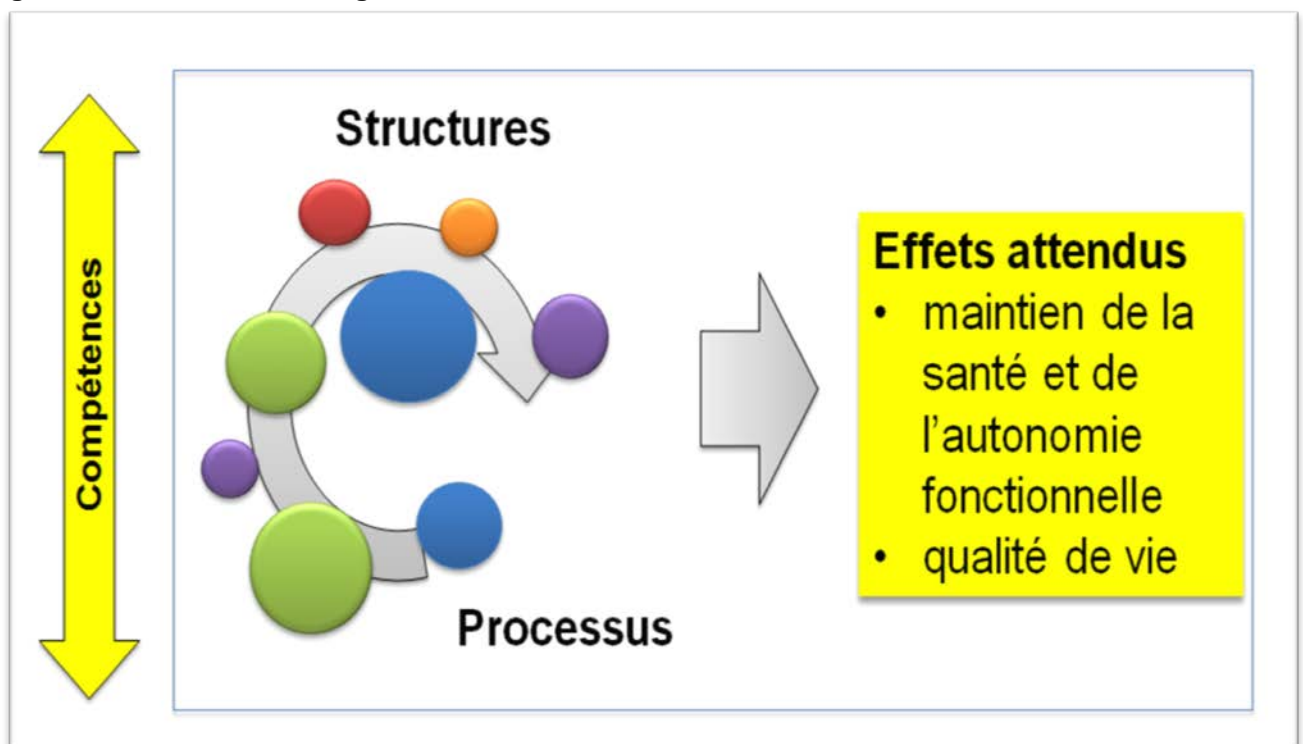 Compétences
Structures
Processus
Effets attendus
• maintien de la
santé et de
l'autonomie
fonctionnelle
• qualité de vie